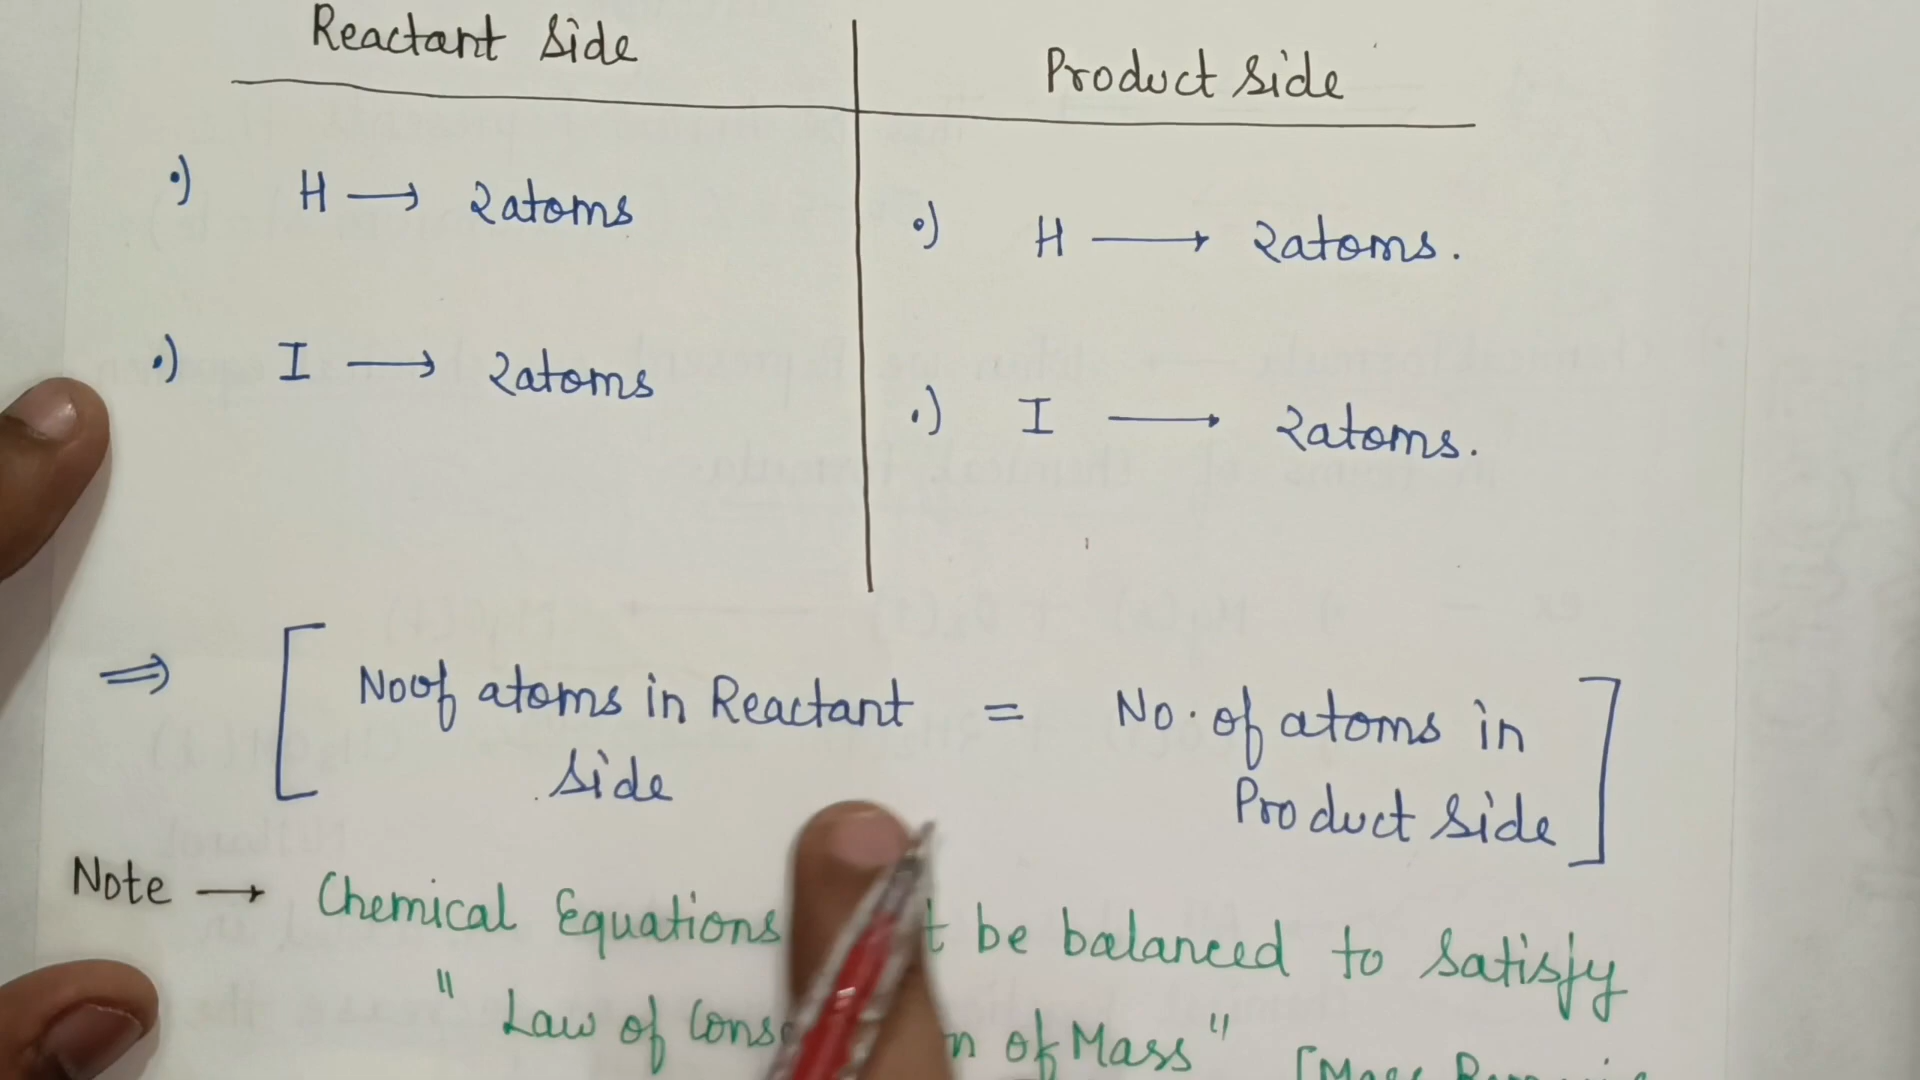 Reactant Side
Product Side
•) H → 2atoms
•) H → 2atoms.
•) I → 2atoms
•) I → 2atoms.
⇒ [ No of atoms in Reactant = No. of atoms in
Side Product Side ]
Note → Chemical Equations be balanced to satisfy
" Law of of Mass " [Mass